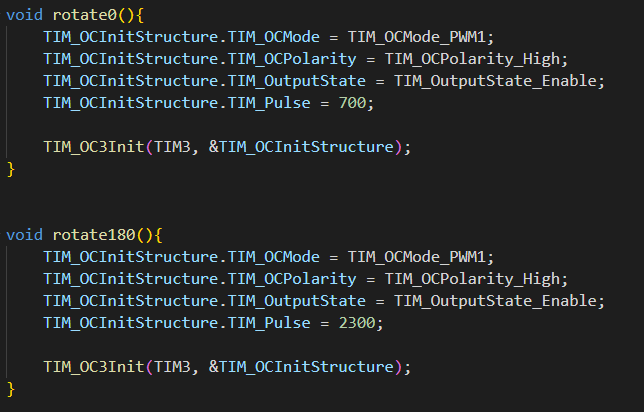 void rotate0(){
    TIM_OCInitStructure.TIM_OCMode = TIM_OCMode_PWM1;
    TIM_OCInitStructure.TIM_OCPolarity = TIM_OCPolarity_High;
    TIM_OCInitStructure.TIM_OutputState = TIM_OutputState_Enable;
    TIM_OCInitStructure.TIM_Pulse = 700;

    TIM_OC3Init(TIM3, &TIM_OCInitStructure);
}

void rotate180(){
    TIM_OCInitStructure.TIM_OCMode = TIM_OCMode_PWM1;
    TIM_OCInitStructure.TIM_OCPolarity = TIM_OCPolarity_High;
    TIM_OCInitStructure.TIM_OutputState = TIM_OutputState_Enable;
    TIM_OCInitStructure.TIM_Pulse = 2300;

    TIM_OC3Init(TIM3, &TIM_OCInitStructure);
}